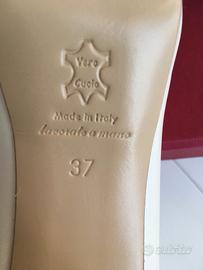 Vero
Cuoio
Made in Italy
lavorato a mano
37
subito